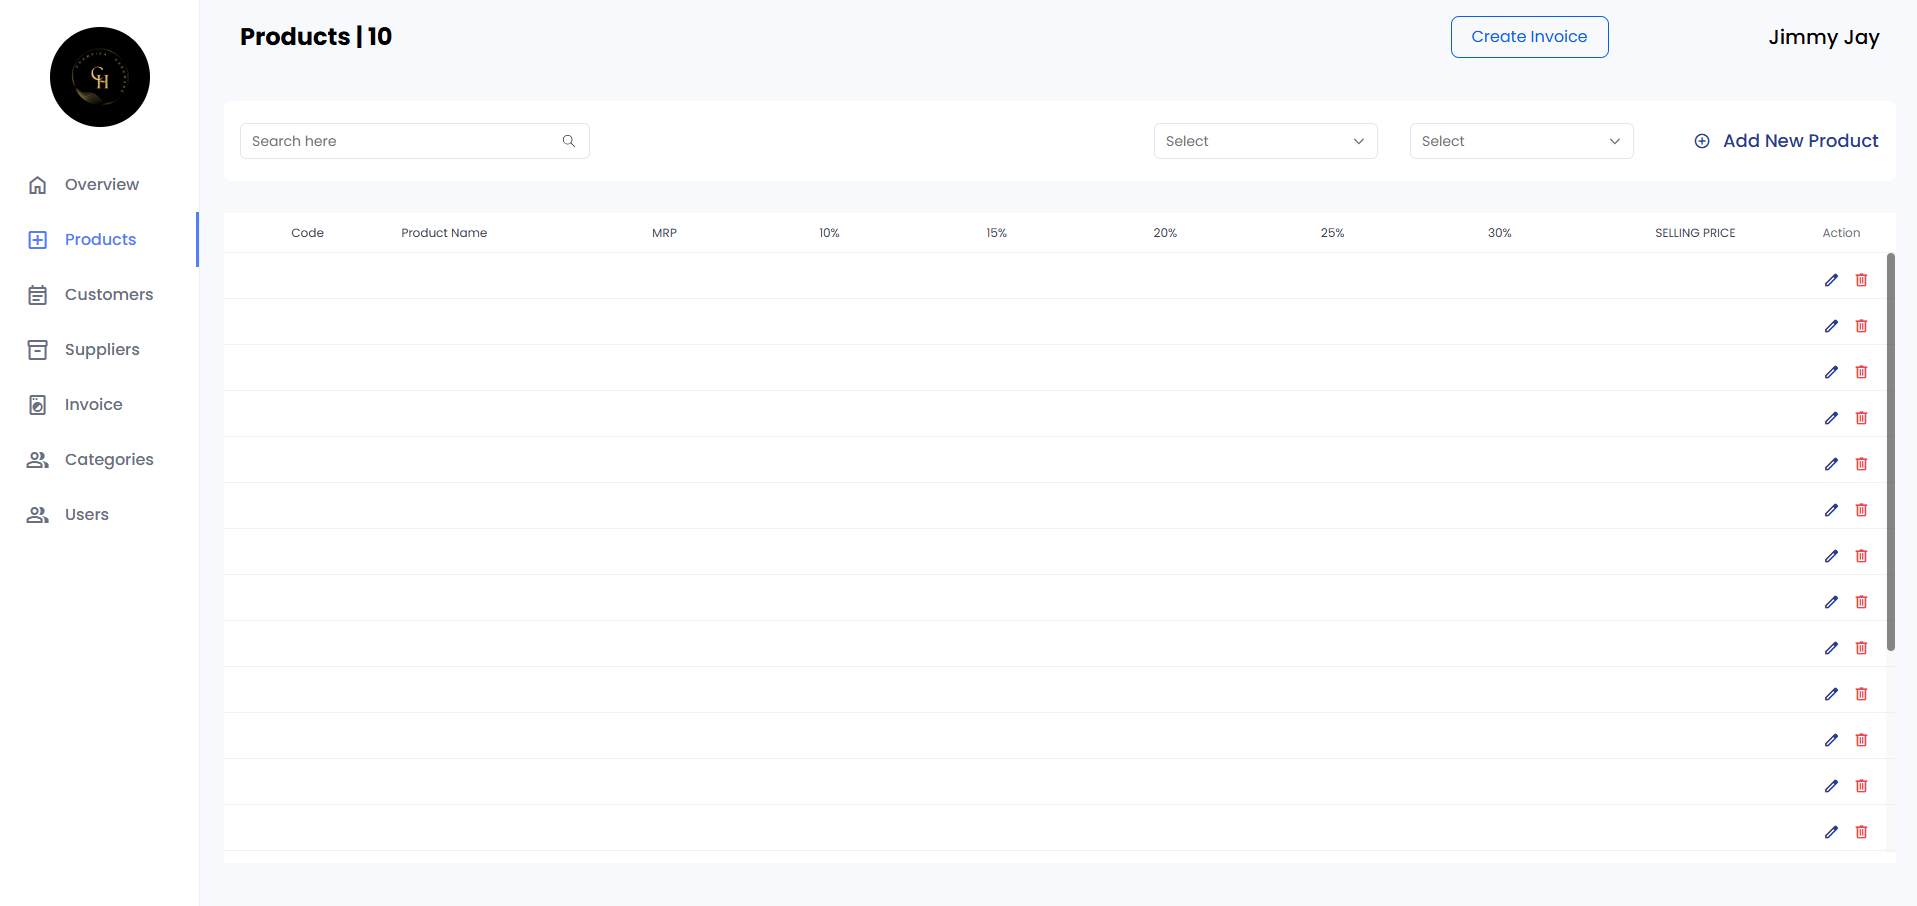 Products | 10
Create Invoice
Jimmy Jay
CH
Search here
Select
Select
Add New Product
Overview
Products
Customers
Suppliers
Invoice
Categories
Users
Code Product Name MRP 10% 15% 20% 25% 30% SELLING PRICE Action